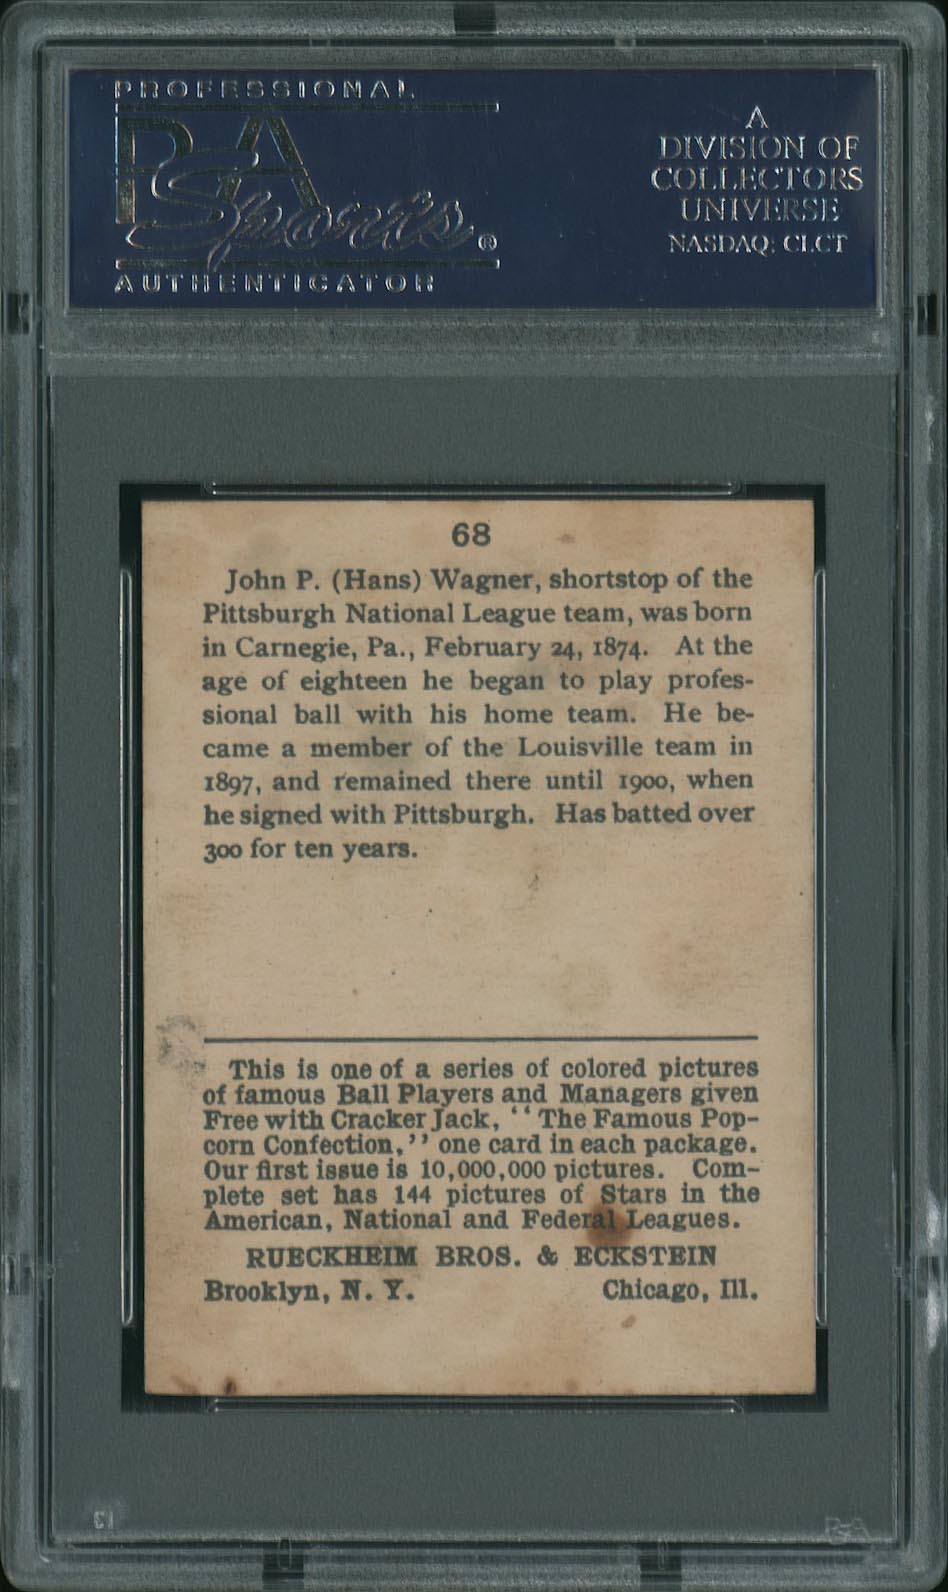 PROFESSIONAL
PSA
Sports®
AUTHENTICATOR
A
DIVISION OF
COLLECTORS
UNIVERSE
NASDAQ: CLCT
68
John P. (Hans) Wagner, shortstop of the
Pittsburgh National League team, was born
in Carnegie, Pa., February 24, 1874. At the
age of eighteen he began to play profes-
sional ball with his home team. He be-
came a member of the Louisville team in
1897, and remained there until 1900, when
he signed with Pittsburgh. Has batted over
300 for ten years.
This is one of a series of colored pictures
of famous Ball Players and Managers given
Free with Cracker Jack, "The Famous Pop-
corn Confection," one card in each package.
Our first issue is 10,000,000 pictures. Com-
plete set has 144 pictures of Stars in the
American, National and Federal Leagues.
RUECKHEIM BROS. & ECKSTEIN
Brooklyn, N. Y. Chicago, Ill.
PSA